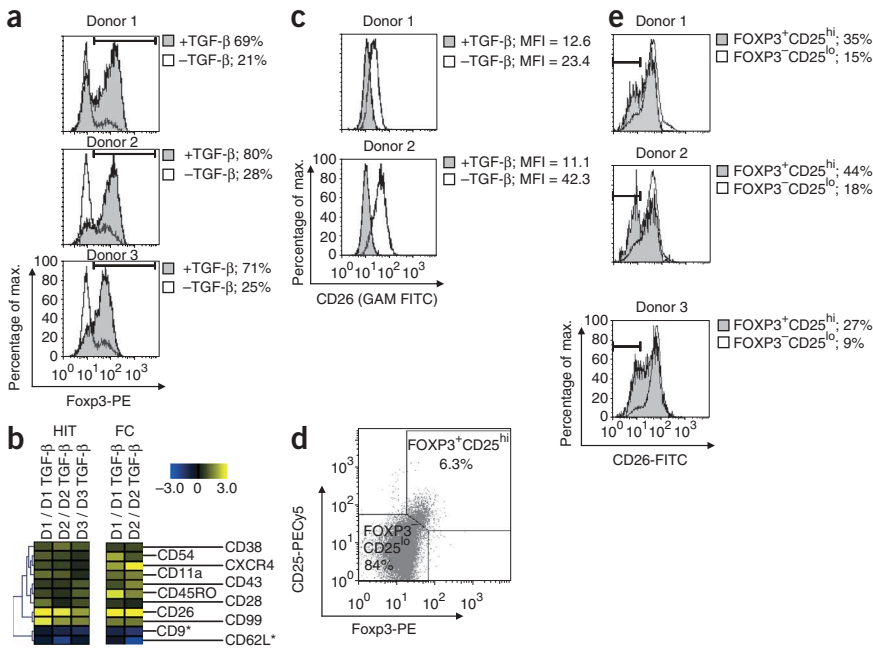 a
Donor 1
+TGF-β 69%
−TGF-β; 21%
Donor 2
+TGF-β; 80%
−TGF-β; 28%
Donor 3
+TGF-β; 71%
−TGF-β; 25%
Percentage of max.
100
80
60
40
20
0
10⁰ 10¹ 10² 10³
Foxp3-PE
b
HIT
FC
D1 / D1 TGF-β
D2 / D2 TGF-β
D3 / D3 TGF-β
D1 / D1 TGF-β
D2 / D2 TGF-β
−3.0 0 3.0
CD38
CD54
CXCR4
CD11a
CD43
CD45RO
CD28
CD26
CD99
CD9*
CD62L*
c
Donor 1
+TGF-β; MFI = 12.6
−TGF-β; MFI = 23.4
Donor 2
+TGF-β; MFI = 11.1
−TGF-β; MFI = 42.3
Percentage of max.
100
80
60
40
20
0
10⁰ 10¹ 10² 10³
CD26 (GAM FITC)
d
FOXP3⁺CD25ʰⁱ
6.3%
FOXP3⁻
CD25ˡᵒ
84%
CD25-PECy5
10³
10²
10¹
10⁰
10⁰ 10¹ 10² 10³
Foxp3-PE
e
Donor 1
FOXP3⁺CD25ʰⁱ; 35%
FOXP3⁻CD25ˡᵒ; 15%
Donor 2
FOXP3⁺CD25ʰⁱ; 44%
FOXP3⁻CD25ˡᵒ; 18%
Donor 3
FOXP3⁺CD25ʰⁱ; 27%
FOXP3⁻CD25ˡᵒ; 9%
Percentage of max.
100
80
60
40
20
0
10⁰ 10¹ 10² 10³
CD26-FITC